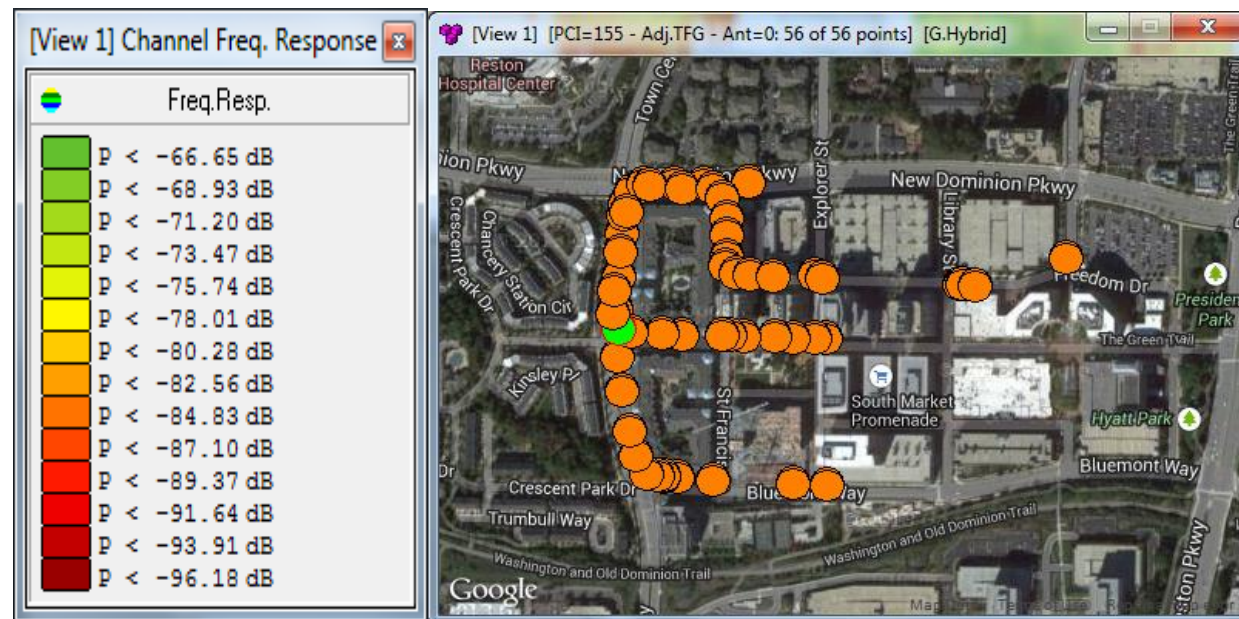 [View 1] Channel Freq. Response
Freq.Resp.
P < -66.65 dB
P < -68.93 dB
P < -71.20 dB
P < -73.47 dB
P < -75.74 dB
P < -78.01 dB
P < -80.28 dB
P < -82.56 dB
P < -84.83 dB
P < -87.10 dB
P < -89.37 dB
P < -91.64 dB
P < -93.91 dB
P < -96.18 dB
[View 1] [PCI=155 - Adj.TFG - Ant=0: 56 of 56 points] [G.Hybrid]
Reston
Hospital Center
Town Ce
The Green Trail
ion Pkwy
kwy
Explorer St
New Dominion Pkwy
Crescent Park Dr
Chancery Station Cir
Library St
Freedom Dr
Presiden
Park
The Green Trail
Kinsley Pl
St Francis
South Market
Promenade
Hyatt Park
Dr
Crescent Park Dr
Bluemont Way
Bluemont Way
Trumbull Way
Washington and Old Dominion Trail
Washington and Old Dominion Trail
ston Pkwy
Google